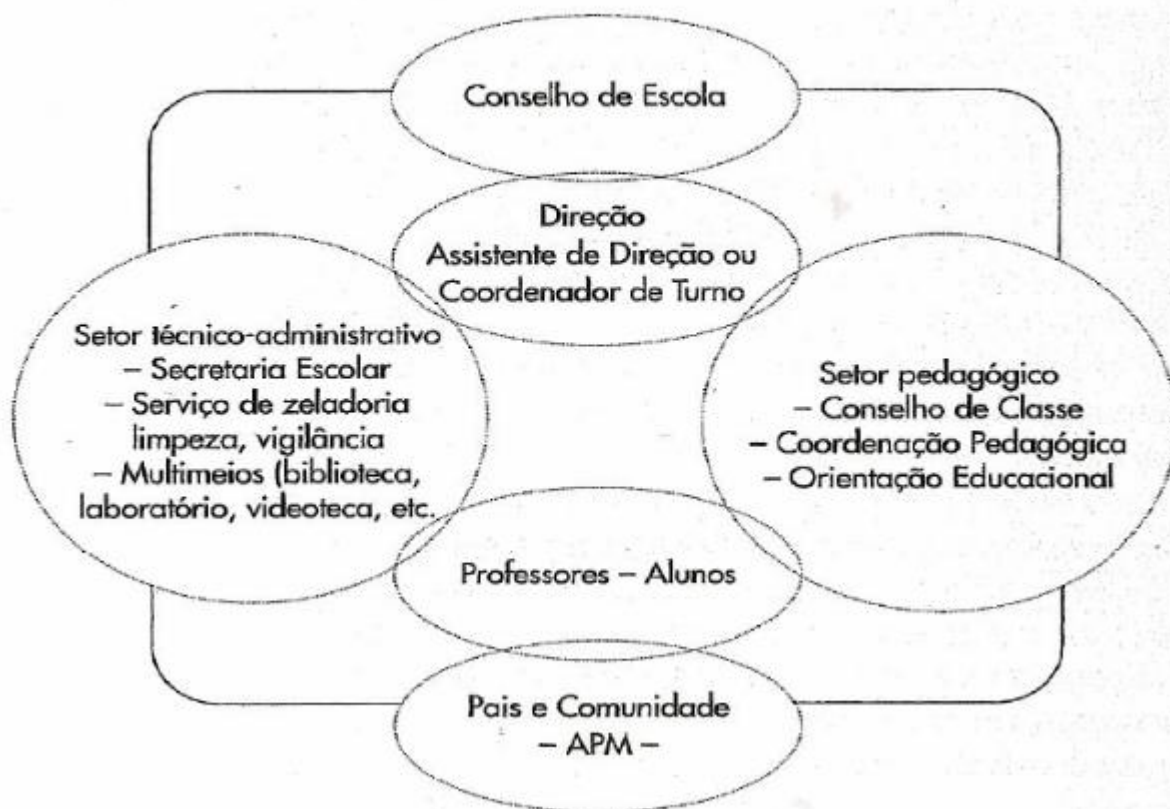 Conselho de Escola
Direção
Assistente de Direção ou
Coordenador de Turno
Setor técnico-administrativo
– Secretaria Escolar
– Serviço de zeladoria
limpeza, vigilância
– Multimeios (biblioteca,
laboratório, videoteca, etc.
Setor pedagógico
– Conselho de Classe
– Coordenação Pedagógica
– Orientação Educacional
Professores – Alunos
Pais e Comunidade
– APM –